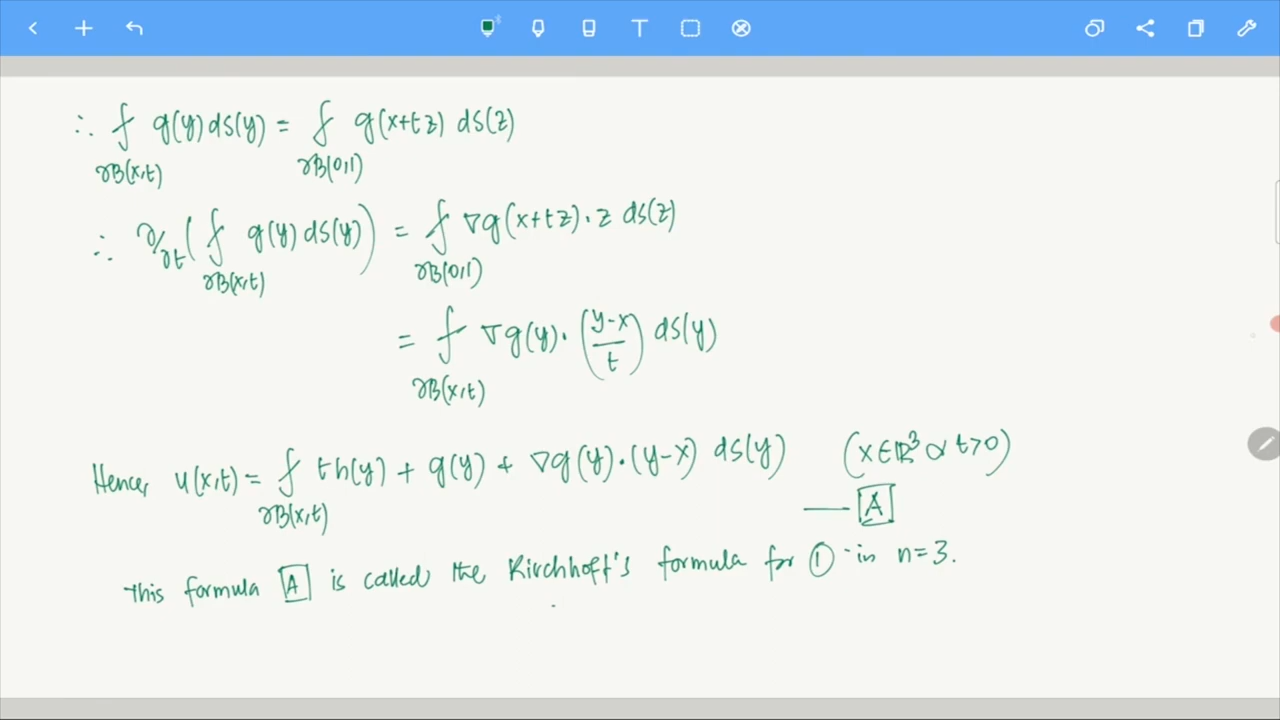 ∴ ⨍_{∂B(x,t)} g(y) ds(y) = ⨍_{∂B(0,1)} g(x+tz) ds(z)
∴ ∂/∂t ( ⨍_{∂B(x,t)} g(y) ds(y) ) = ⨍_{∂B(0,1)} ∇g(x+tz)·z ds(z)
= ⨍_{∂B(x,t)} ∇g(y)·((y-x)/t) ds(y)
Hence, u(x,t) = ⨍_{∂B(x,t)} th(y) + g(y) + ∇g(y)·(y-x) ds(y) (x∈ℝ³ & t>0)
— A
This formula A is called the Kirchhoff's formula for ① in n=3.